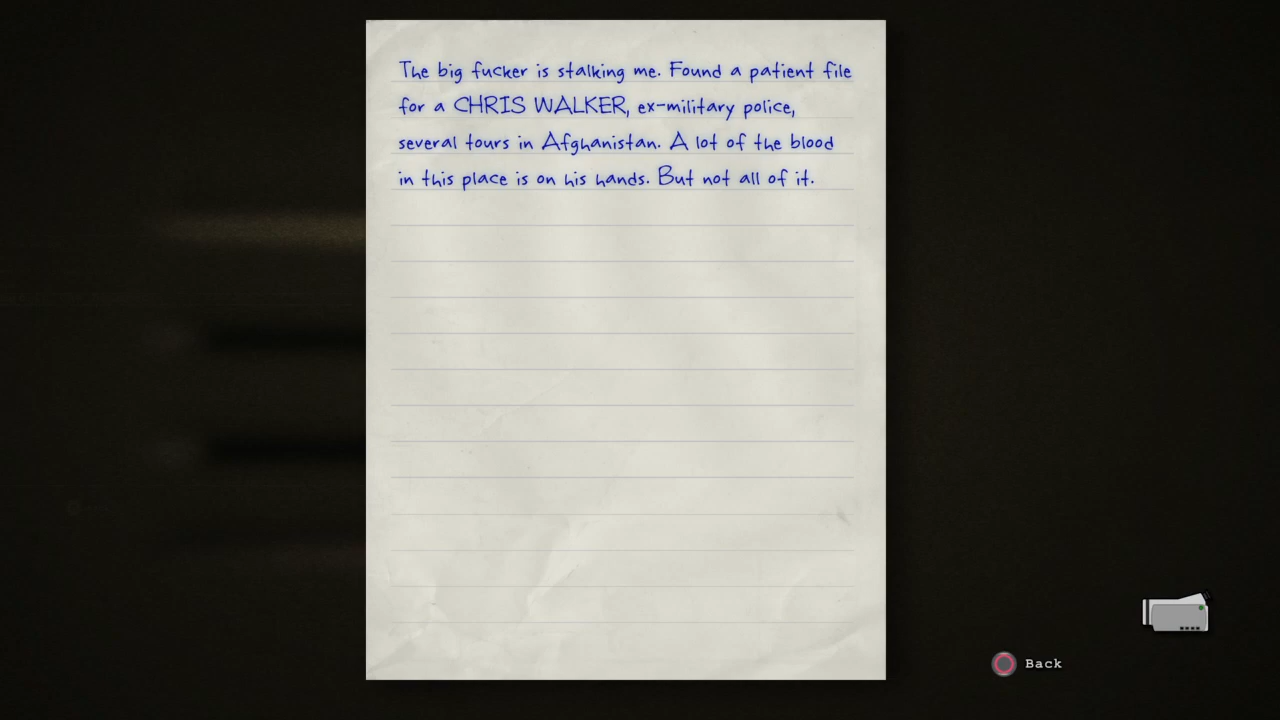 The big fucker is stalking me. Found a patient file
for a CHRIS WALKER, ex-military police,
several tours in Afghanistan. A lot of the blood
in this place is on his hands. But not all of it.
Back